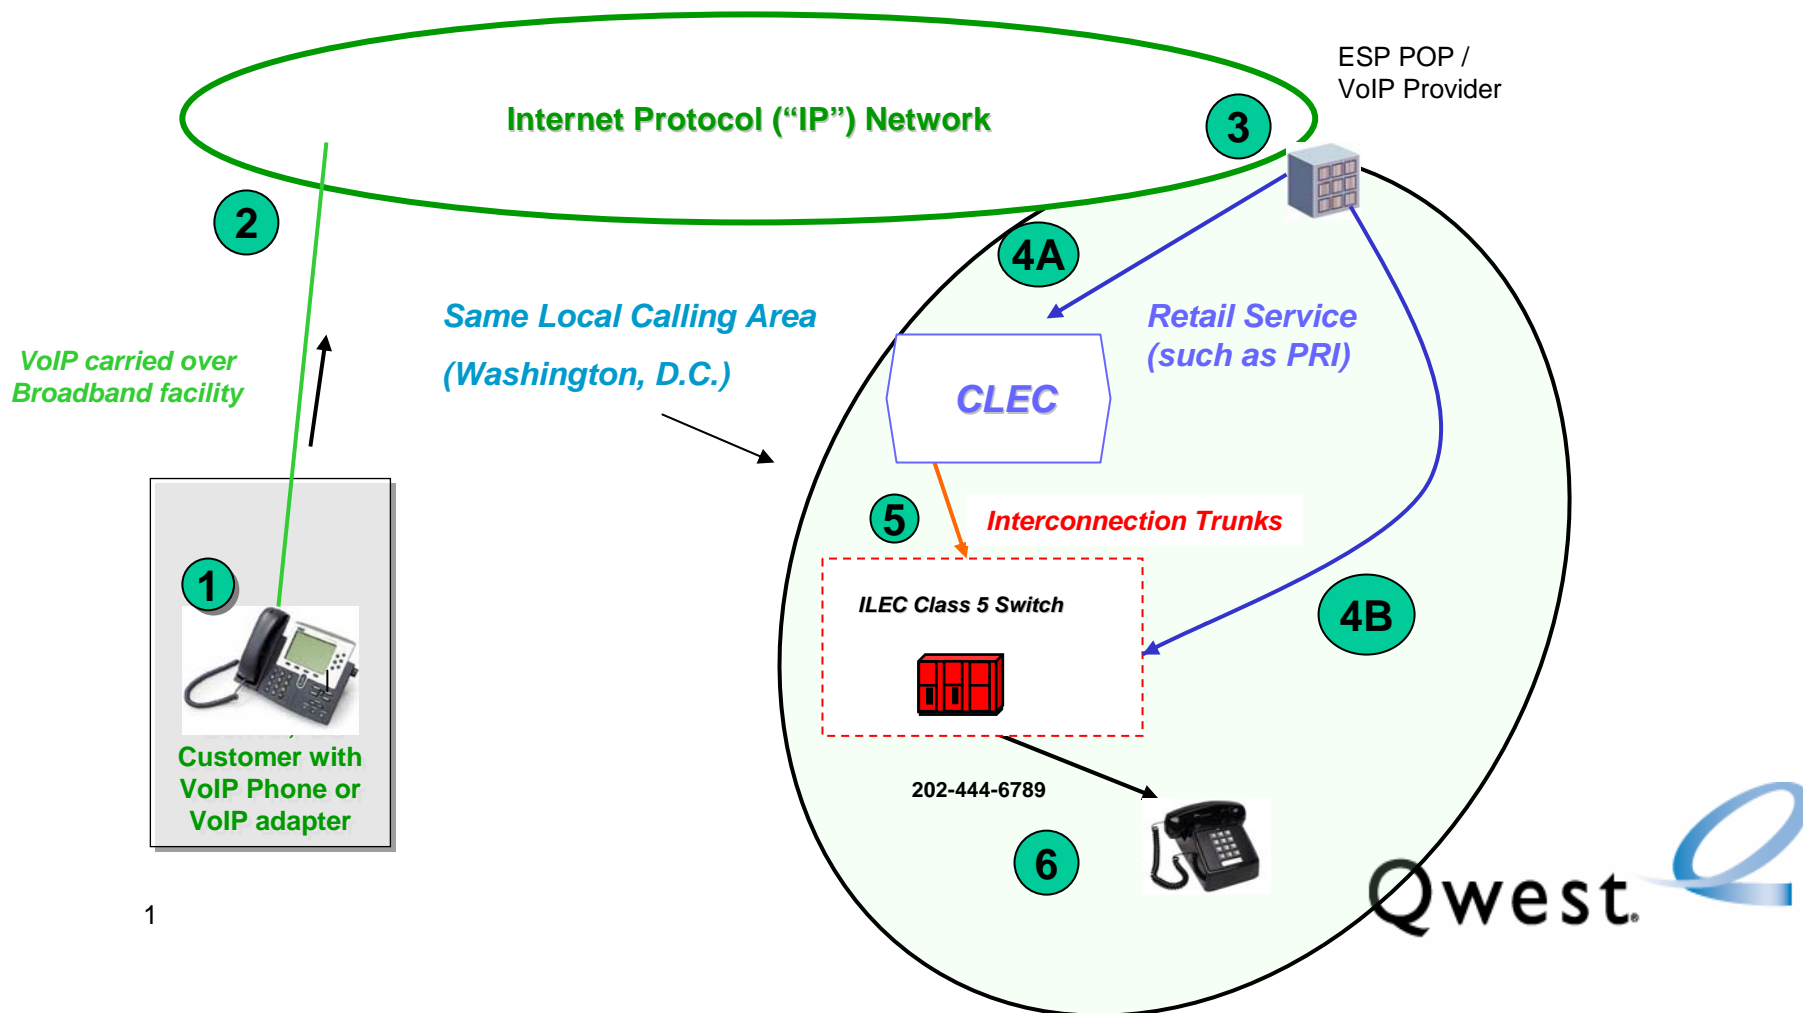 ESP POP /
VoIP Provider
Internet Protocol (“IP”) Network
3
2
4A
Same Local Calling Area
(Washington, D.C.)
Retail Service
(such as PRI)
VoIP carried over
Broadband facility
CLEC
5
Interconnection Trunks
1
ILEC Class 5 Switch
4B
Customer with
VoIP Phone or
VoIP adapter
202-444-6789
6
Qwest.
1